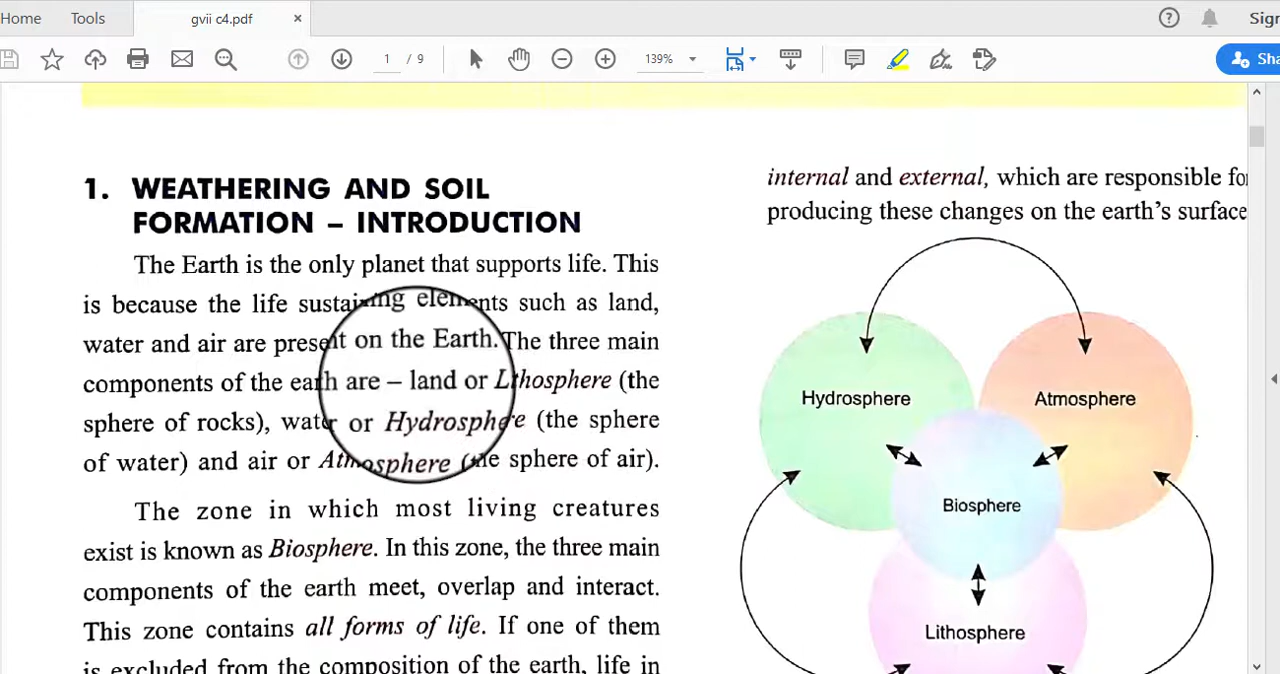 Home Tools gvii c4.pdf × ? Sign
1 / 9 139% Sha
1. WEATHERING AND SOIL
FORMATION – INTRODUCTION
The Earth is the only planet that supports life. This
is because the life sustaining elements such as land,
water and air are present on the Earth. The three main
components of the earth are – land or Lithosphere (the
sphere of rocks), water or Hydrosphere (the sphere
of water) and air or Atmosphere (the sphere of air).
The zone in which most living creatures
exist is known as Biosphere. In this zone, the three main
components of the earth meet, overlap and interact.
This zone contains all forms of life. If one of them
is excluded from the composition of the earth, life in
internal and external, which are responsible for
producing these changes on the earth's surface
Hydrosphere
Atmosphere
Biosphere
Lithosphere